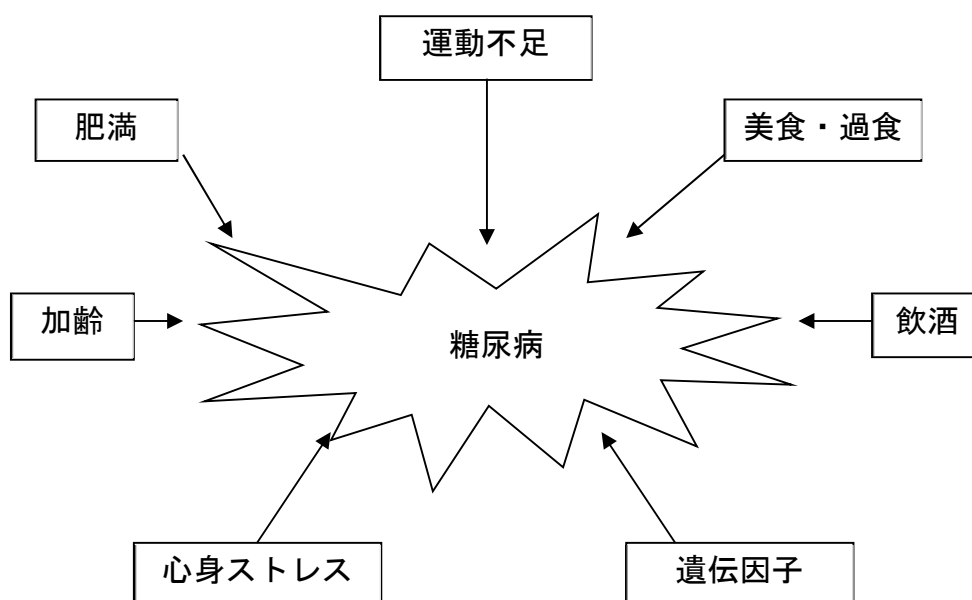 運動不足
肥満
美食・過食
加齢
糖尿病
飲酒
心身ストレス
遺伝因子